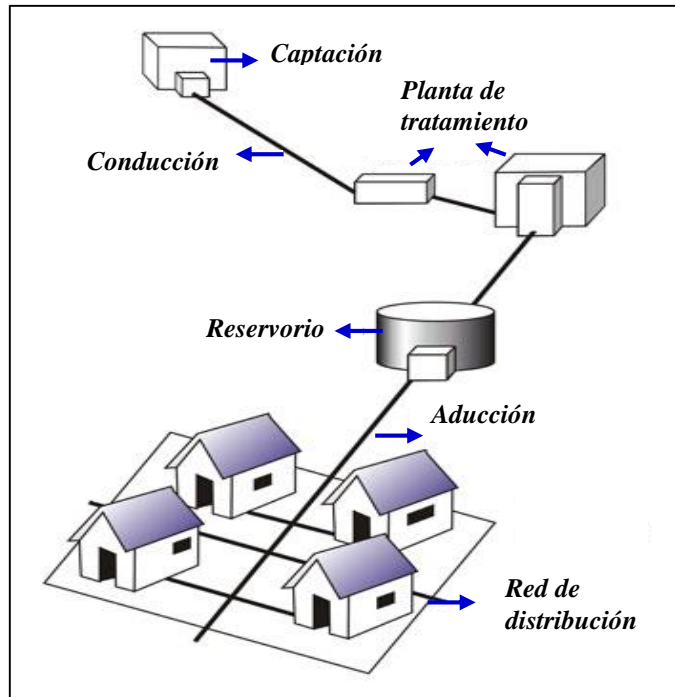 Captación
Planta de
tratamiento
Conducción
Reservorio
Aducción
Red de
distribución